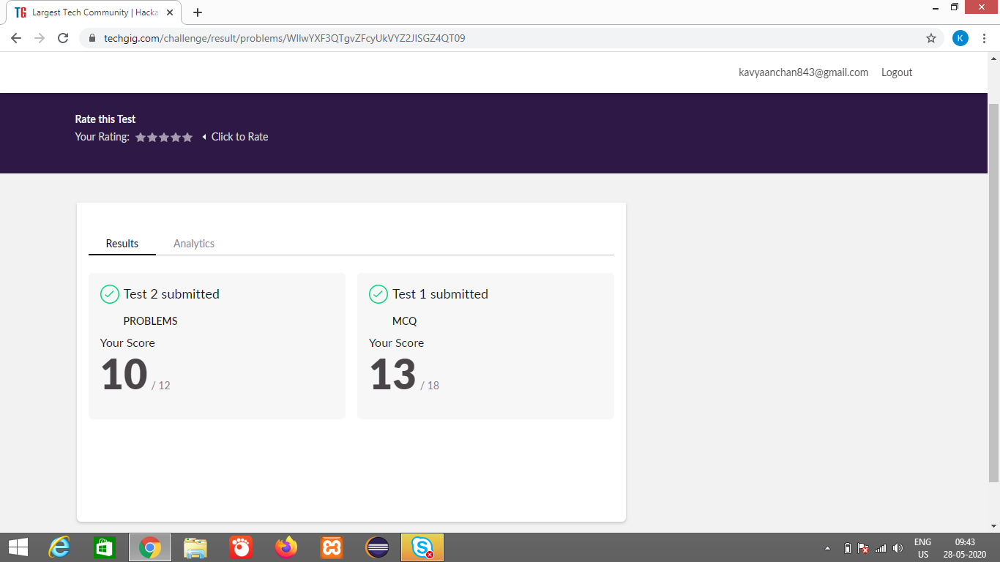 TG Largest Tech Community | Hacka
techgig.com/challenge/result/problems/WllwYXF3QTgvZFcyUkVYZ2JISGZ4QT09
K
kavyaanchan843@gmail.com Logout
Rate this Test
Your Rating: Click to Rate
Results Analytics
Test 2 submitted
PROBLEMS
Your Score
10 / 12
Test 1 submitted
MCQ
Your Score
13 / 18
ENG
US
09:43
28-05-2020